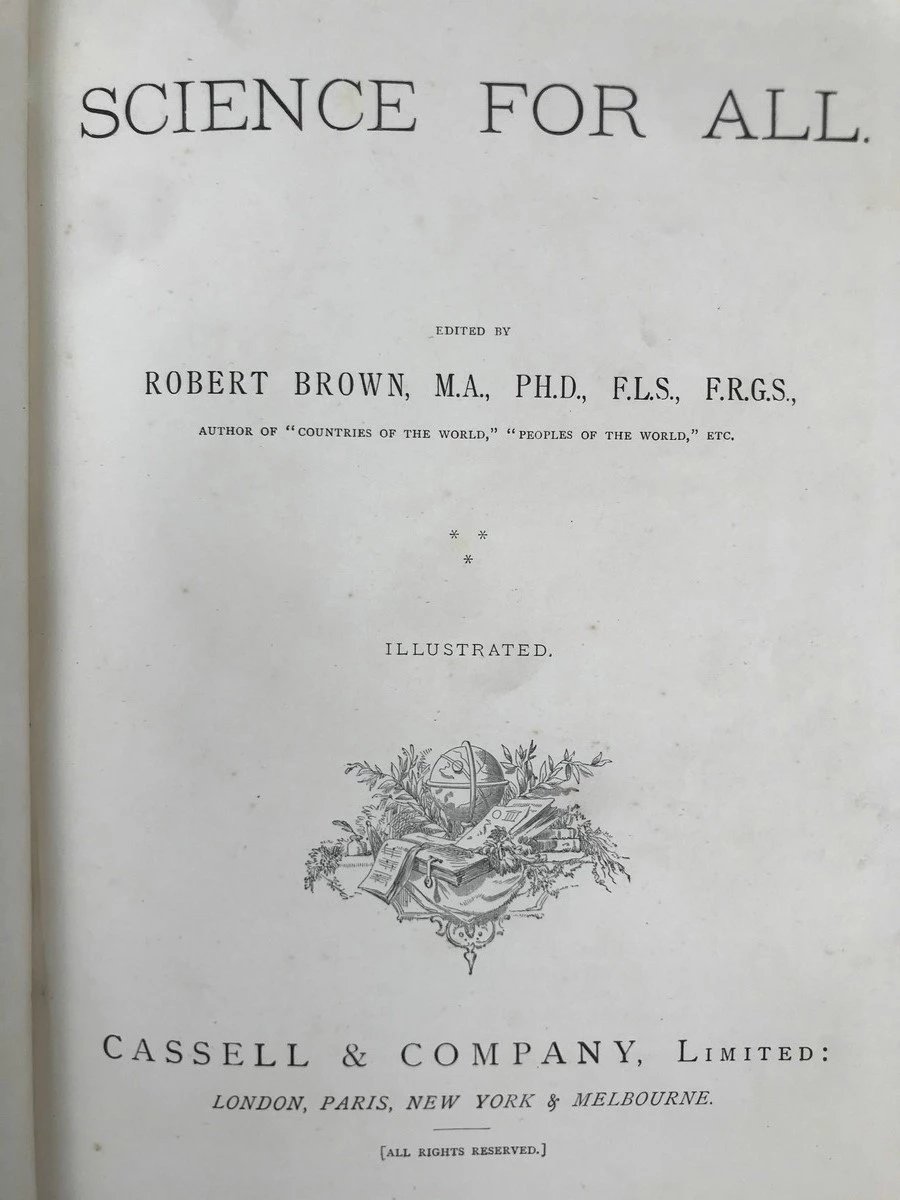 SCIENCE FOR ALL.
EDITED BY
ROBERT BROWN, M.A., PH.D., F.L.S., F.R.G.S.,
AUTHOR OF "COUNTRIES OF THE WORLD," "PEOPLES OF THE WORLD," ETC.
* *
*
ILLUSTRATED.
CASSELL & COMPANY, LIMITED:
LONDON, PARIS, NEW YORK & MELBOURNE.
[ALL RIGHTS RESERVED.]